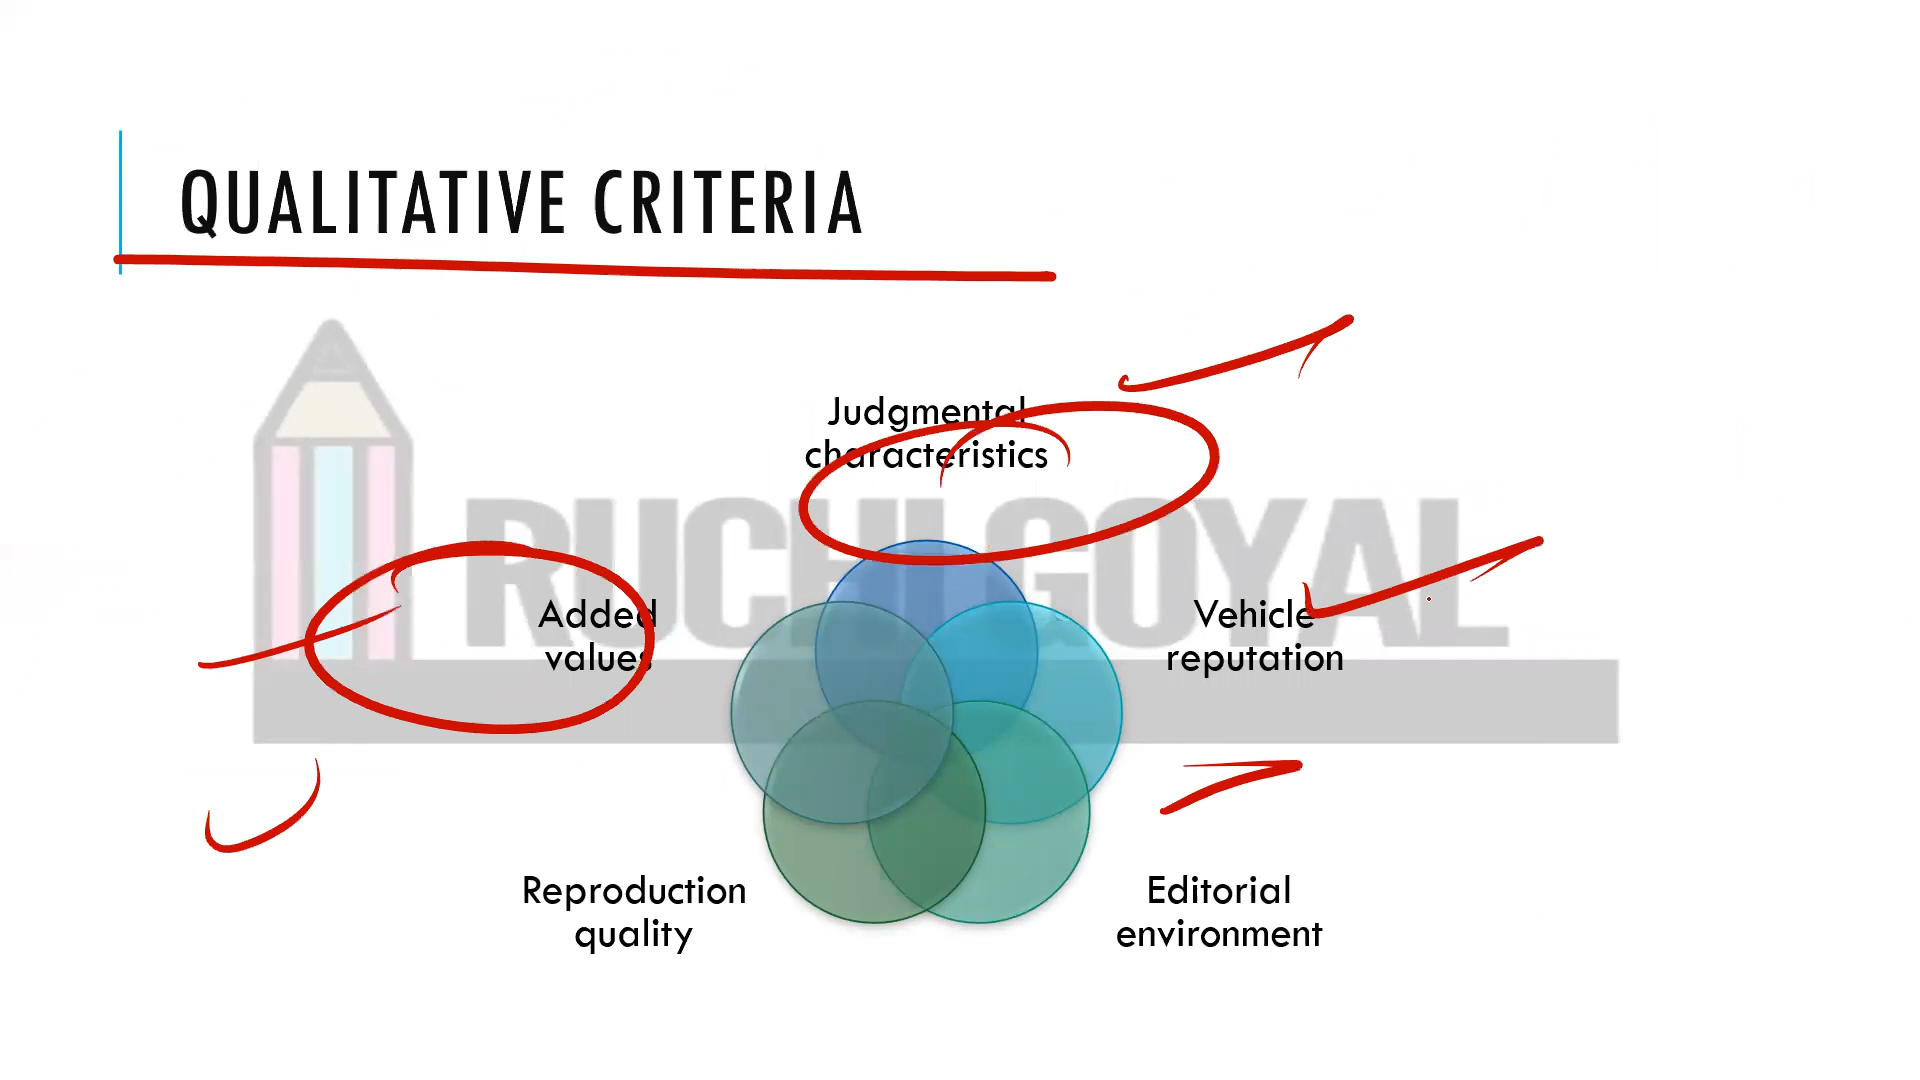 QUALITATIVE CRITERIA
Judgmental
characteristics
RUCHI GOYAL
Added
values
Vehicle
reputation
Reproduction
quality
Editorial
environment